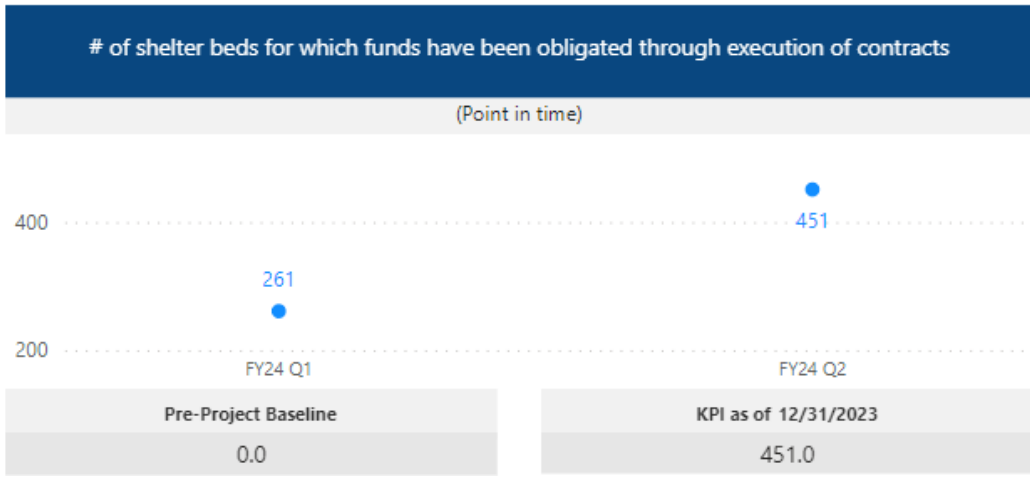 # of shelter beds for which funds have been obligated through execution of contracts
(Point in time)
400
451
261
200
FY24 Q1 FY24 Q2
Pre-Project Baseline KPI as of 12/31/2023
0.0 451.0